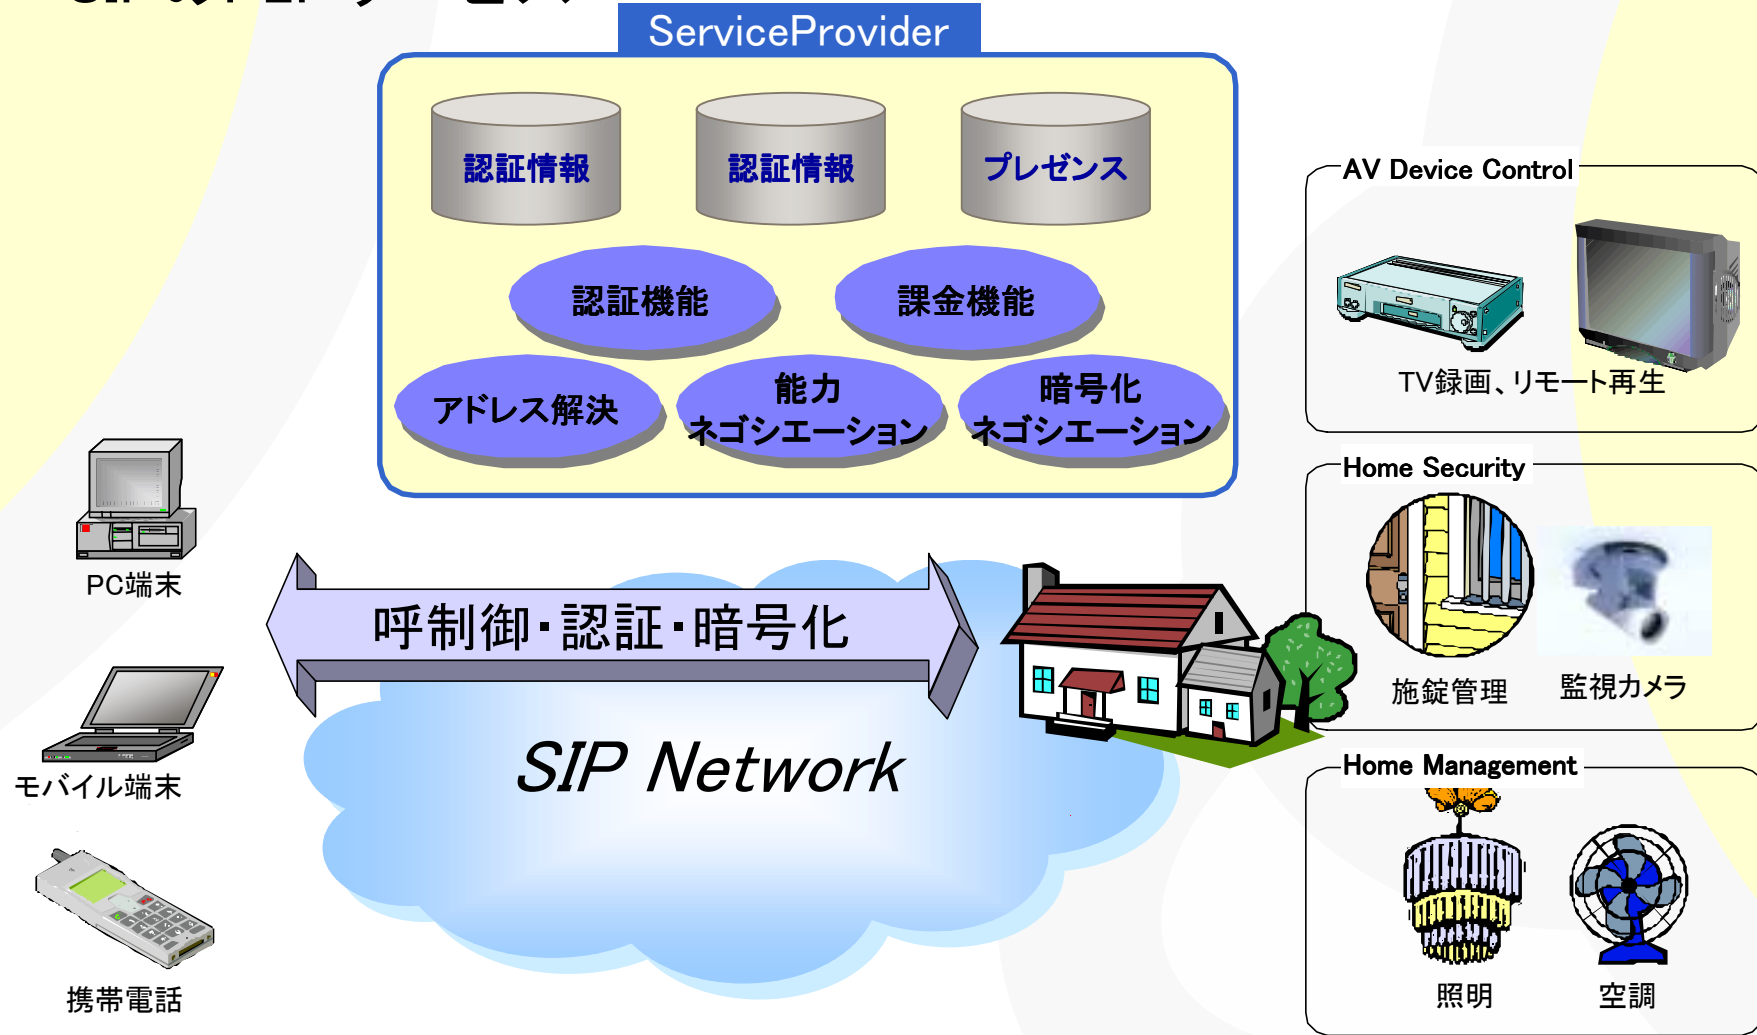 ServiceProvider
認証情報
認証情報
プレゼンス
認証機能
課金機能
アドレス解決
能力
ネゴシエーション
暗号化
ネゴシエーション
PC端末
モバイル端末
携帯電話
呼制御・認証・暗号化
SIP Network
AV Device Control
TV録画、リモート再生
Home Security
施錠管理
監視カメラ
Home Management
照明
空調